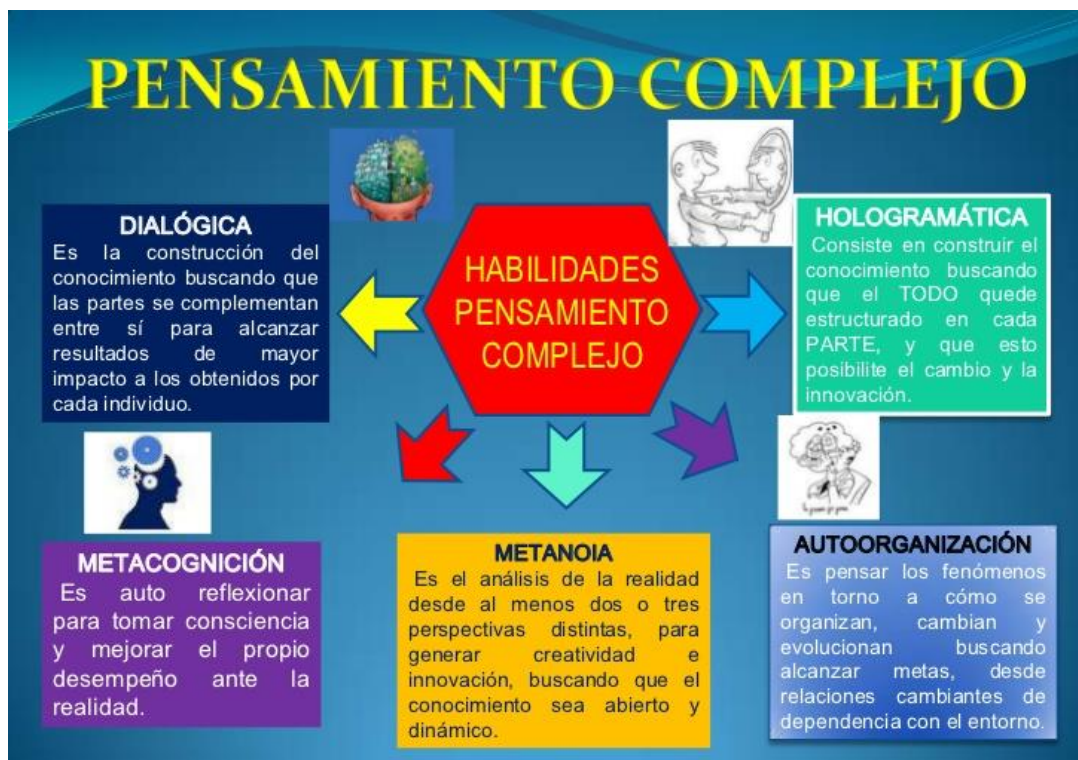 PENSAMIENTO COMPLEJO
DIALÓGICA
Es la construcción del
conocimiento buscando que
las partes se complementan
entre sí para alcanzar
resultados de mayor
impacto a los obtenidos por
cada individuo.
HABILIDADES
PENSAMIENTO
COMPLEJO
HOLOGRAMÁTICA
Consiste en construir el
conocimiento buscando
que el TODO quede
estructurado en cada
PARTE, y que esto
posibilite el cambio y la
innovación.
METACOGNICIÓN
Es auto reflexionar
para tomar consciencia
y mejorar el propio
desempeño ante la
realidad.
METANOIA
Es el análisis de la realidad
desde al menos dos o tres
perspectivas distintas, para
generar creatividad e
innovación, buscando que el
conocimiento sea abierto y
dinámico.
AUTOORGANIZACIÓN
Es pensar los fenómenos
en torno a cómo se
organizan, cambian y
evolucionan buscando
alcanzar metas, desde
relaciones cambiantes de
dependencia con el entorno.